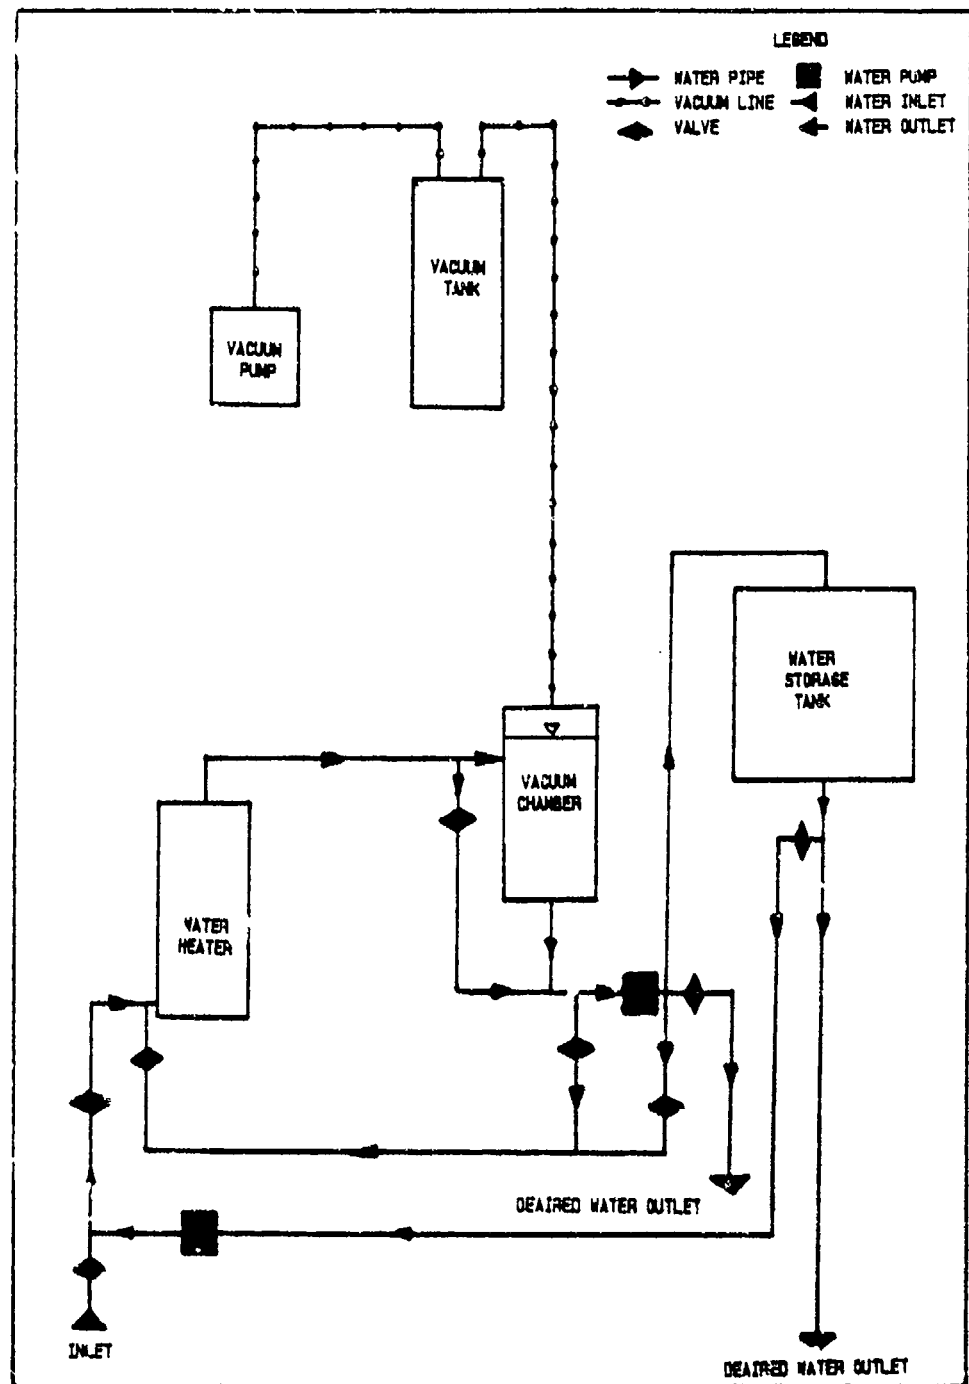 LEGEND
WATER PIPE
WATER PUMP
VACUUM LINE
WATER INLET
VALVE
WATER OUTLET
VACUUM
TANK
VACUUM
PUMP
WATER
STORAGE
TANK
VACUUM
CHAMBER
WATER
HEATER
DEAIRED WATER OUTLET
INLET
DEAIRED WATER OUTLET